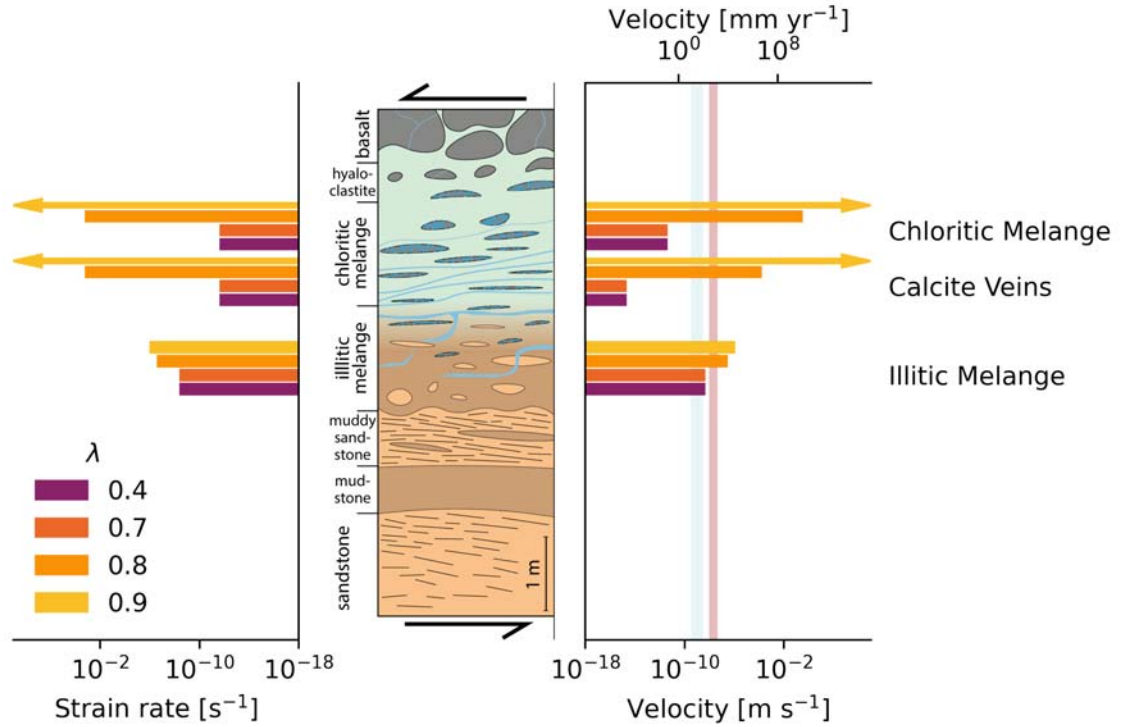 Velocity [mm yr⁻¹]
10⁰ 10⁸
basalt
hyalo-
clastite
chloritic
melange
illlitic
melange
muddy
sand-
stone
mud-
stone
sandstone
1 m
Chloritic Melange
Calcite Veins
Illitic Melange
λ
0.4
0.7
0.8
0.9
10⁻² 10⁻¹⁰ 10⁻¹⁸
Strain rate [s⁻¹]
10⁻¹⁸ 10⁻¹⁰ 10⁻²
Velocity [m s⁻¹]